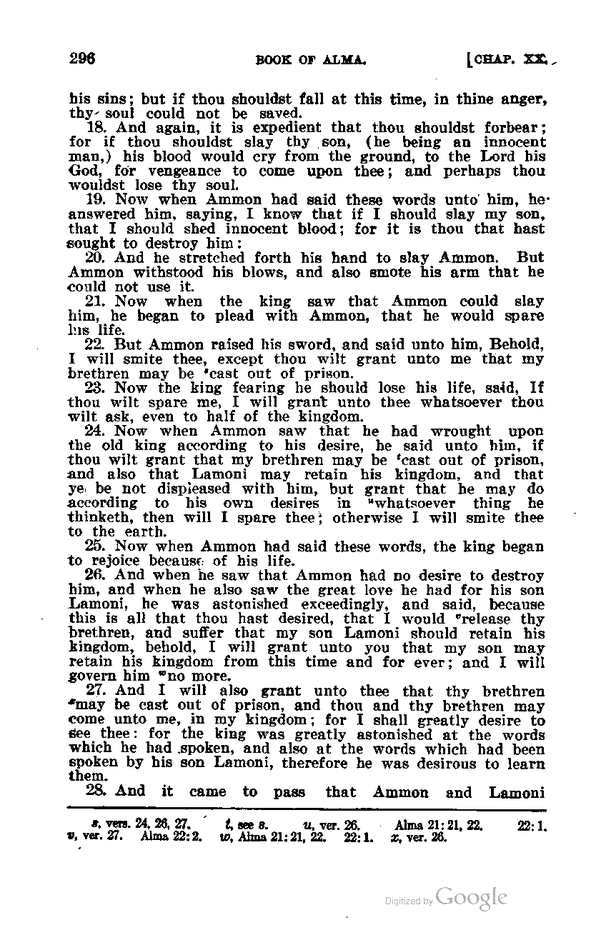 296 BOOK OF ALMA. [CHAP. XX.
his sins; but if thou shouldst fall at this time, in thine anger,
thy soul could not be saved.
18. And again, it is expedient that thou shouldst forbear;
for if thou shouldst slay thy son, (he being an innocent
man,) his blood would cry from the ground, to the Lord his
God, for vengeance to come upon thee; and perhaps thou
wouldst lose thy soul.
19. Now when Ammon had said these words unto him, he
answered him, saying, I know that if I should slay my son,
that I should shed innocent blood; for it is thou that hast
sought to destroy him:
20. And he stretched forth his hand to slay Ammon. But
Ammon withstood his blows, and also smote his arm that he
could not use it.
21. Now when the king saw that Ammon could slay
him, he began to plead with Ammon, that he would spare
his life.
22. But Ammon raised his sword, and said unto him, Behold,
I will smite thee, except thou wilt grant unto me that my
brethren may be ˢcast out of prison.
23. Now the king fearing he should lose his life, said, If
thou wilt spare me, I will grant unto thee whatsoever thou
wilt ask, even to half of the kingdom.
24. Now when Ammon saw that he had wrought upon
the old king according to his desire, he said unto him, if
thou wilt grant that my brethren may be ᵗcast out of prison,
and also that Lamoni may retain his kingdom, and that
ye be not displeased with him, but grant that he may do
according to his own desires in ᵘwhatsoever thing he
thinketh, then will I spare thee; otherwise I will smite thee
to the earth.
25. Now when Ammon had said these words, the king began
to rejoice because of his life.
26. And when he saw that Ammon had no desire to destroy
him, and when he also saw the great love he had for his son
Lamoni, he was astonished exceedingly, and said, because
this is all that thou hast desired, that I would ᵛrelease thy
brethren, and suffer that my son Lamoni should retain his
kingdom, behold, I will grant unto you that my son may
retain his kingdom from this time and for ever; and I will
govern him ʷno more.
27. And I will also grant unto thee that thy brethren
ˣmay be cast out of prison, and thou and thy brethren may
come unto me, in my kingdom; for I shall greatly desire to
see thee: for the king was greatly astonished at the words
which he had spoken, and also at the words which had been
spoken by his son Lamoni, therefore he was desirous to learn
them.
28. And it came to pass that Ammon and Lamoni
s, vers. 24, 26, 27. t, see s. u, ver. 26. Alma 21:21, 22. 22:1.
v, ver. 27. Alma 22:2. w, Alma 21:21, 22. 22:1. x, ver. 26.
Digitized by Google